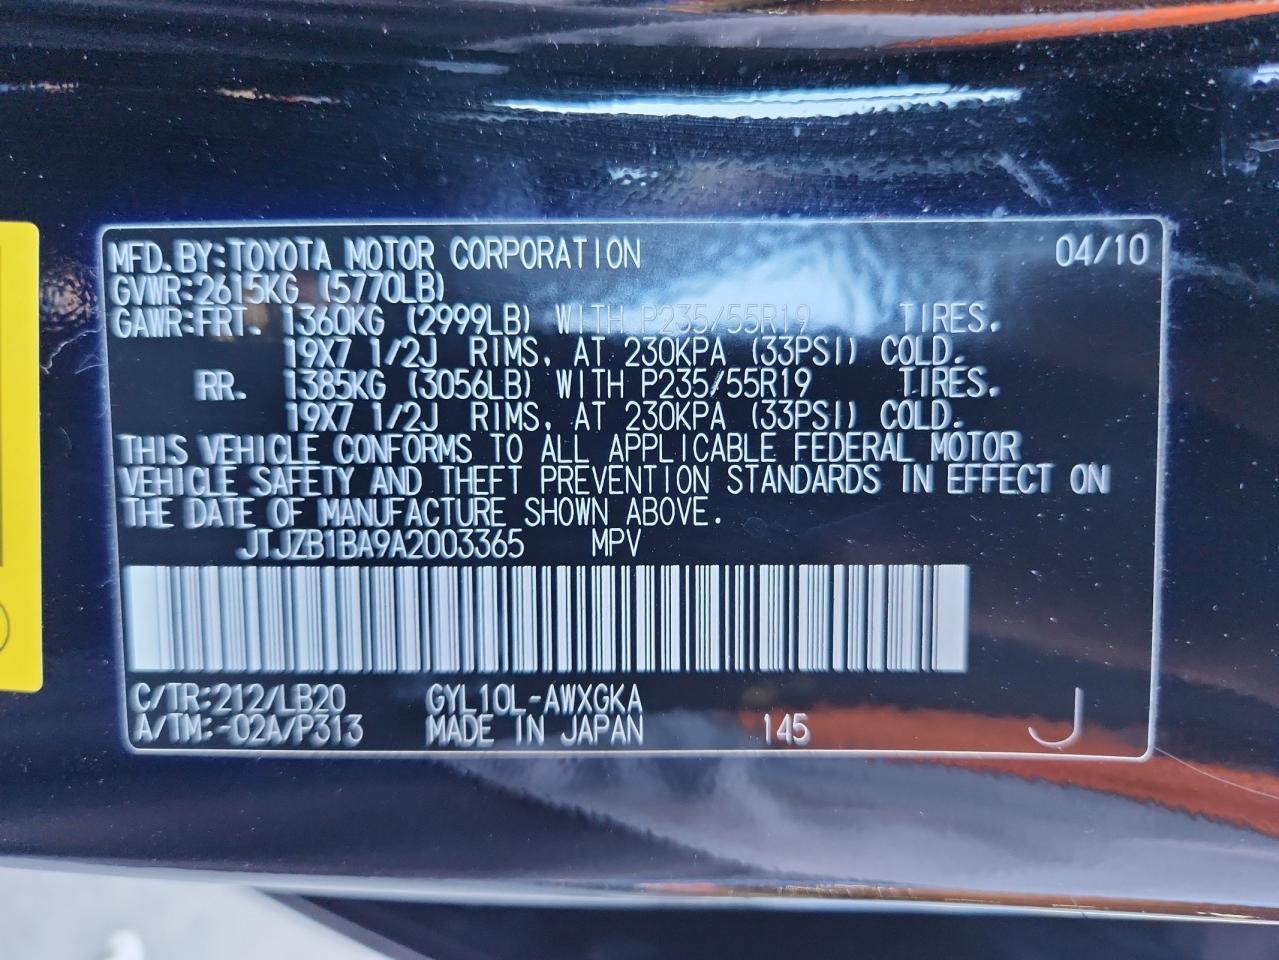 MFD. BY: TOYOTA MOTOR CORPORATION 04/10
GVWR: 2615KG (5770LB)
GAWR: FRT. 1360KG (2999LB) WITH P235/55R19 TIRES,
19X7 1/2J RIMS, AT 230KPA (33PSI) COLD.
RR. 1385KG (3056LB) WITH P235/55R19 TIRES,
19X7 1/2J RIMS, AT 230KPA (33PSI) COLD.
THIS VEHICLE CONFORMS TO ALL APPLICABLE FEDERAL MOTOR
VEHICLE SAFETY AND THEFT PREVENTION STANDARDS IN EFFECT ON
THE DATE OF MANUFACTURE SHOWN ABOVE.
JTJZB1BA9A2003365 MPV
C/TR:212/LB20 GYL10L-AWXGKA
A/TM:-02A/P313 MADE IN JAPAN 145 J